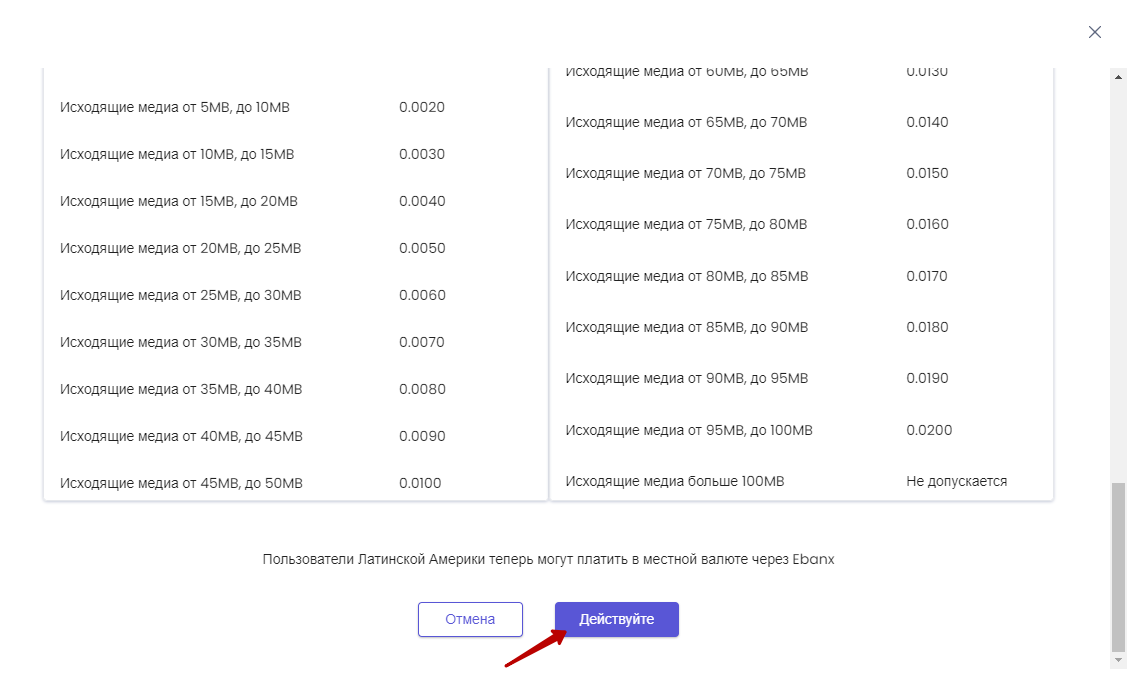 Исходящие медиа от 5MB, до 10MB 0.0020
Исходящие медиа от 10MB, до 15MB 0.0030
Исходящие медиа от 15MB, до 20MB 0.0040
Исходящие медиа от 20MB, до 25MB 0.0050
Исходящие медиа от 25MB, до 30MB 0.0060
Исходящие медиа от 30MB, до 35MB 0.0070
Исходящие медиа от 35MB, до 40MB 0.0080
Исходящие медиа от 40MB, до 45MB 0.0090
Исходящие медиа от 45MB, до 50MB 0.0100
Исходящие медиа от 60MB, до 65MB 0.0130
Исходящие медиа от 65MB, до 70MB 0.0140
Исходящие медиа от 70MB, до 75MB 0.0150
Исходящие медиа от 75MB, до 80MB 0.0160
Исходящие медиа от 80MB, до 85MB 0.0170
Исходящие медиа от 85MB, до 90MB 0.0180
Исходящие медиа от 90MB, до 95MB 0.0190
Исходящие медиа от 95MB, до 100MB 0.0200
Исходящие медиа больше 100MB Не допускается
Пользователи Латинской Америки теперь могут платить в местной валюте через Ebanx
Отмена
Действуйте